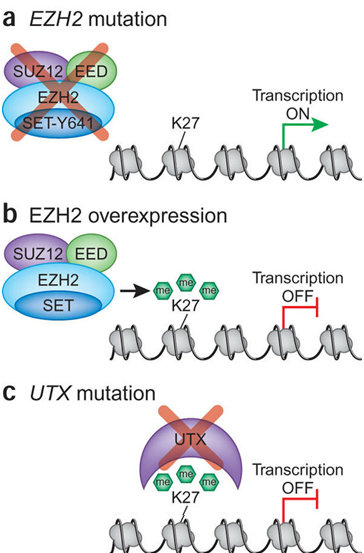 a EZH2 mutation
SUZ12 EED
EZH2
SET-Y641
K27
Transcription
ON
b EZH2 overexpression
SUZ12 EED
EZH2
SET
me me me
K27
Transcription
OFF
c UTX mutation
UTX
me me me
K27
Transcription
OFF